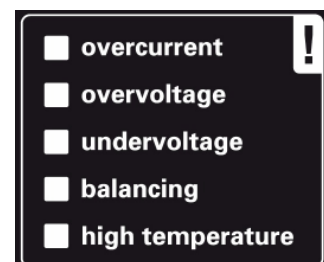 !
overcurrent
overvoltage
undervoltage
balancing
high temperature